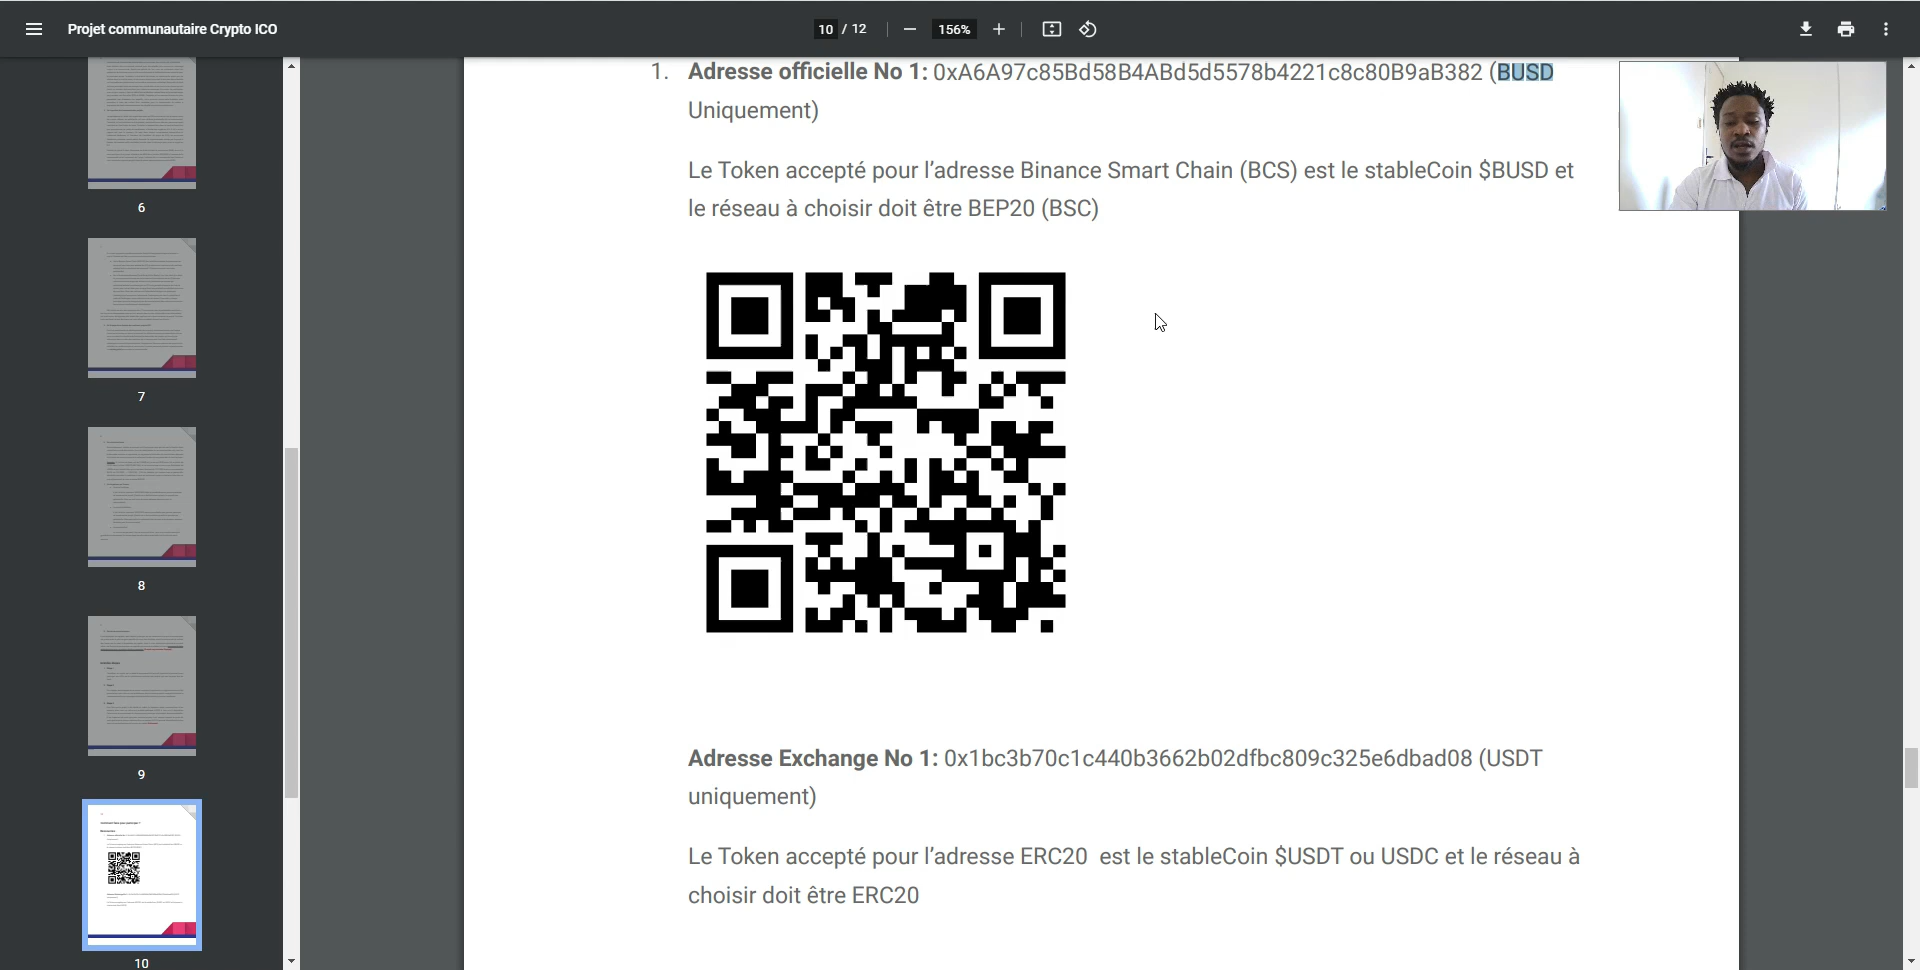 Projet communautaire Crypto ICO
10 / 12
156%
1. Adresse officielle No 1: 0xA6A97c85Bd58B4ABd5d5578b4221c8c80B9aB382 (BUSD
Uniquement)
Le Token accepté pour l’adresse Binance Smart Chain (BCS) est le stableCoin $BUSD et
le réseau à choisir doit être BEP20 (BSC)
Adresse Exchange No 1: 0x1bc3b70c1c440b3662b02dfbc809c325e6dbad08 (USDT
uniquement)
Le Token accepté pour l’adresse ERC20 est le stableCoin $USDT ou USDC et le réseau à
choisir doit être ERC20
6
7
8
9
10